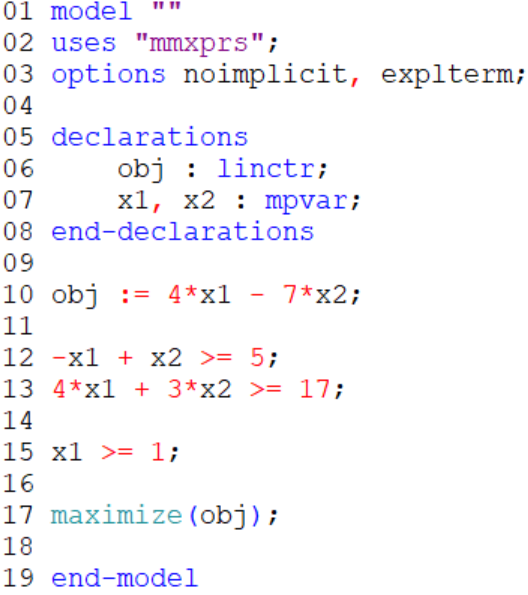 01 model ""
02 uses "mmxprs";
03 options noimplicit, explterm;
04
05 declarations
06     obj : linctr;
07     x1, x2 : mpvar;
08 end-declarations
09
10 obj := 4*x1 - 7*x2;
11
12 -x1 + x2 >= 5;
13 4*x1 + 3*x2 >= 17;
14
15 x1 >= 1;
16
17 maximize(obj);
18
19 end-model